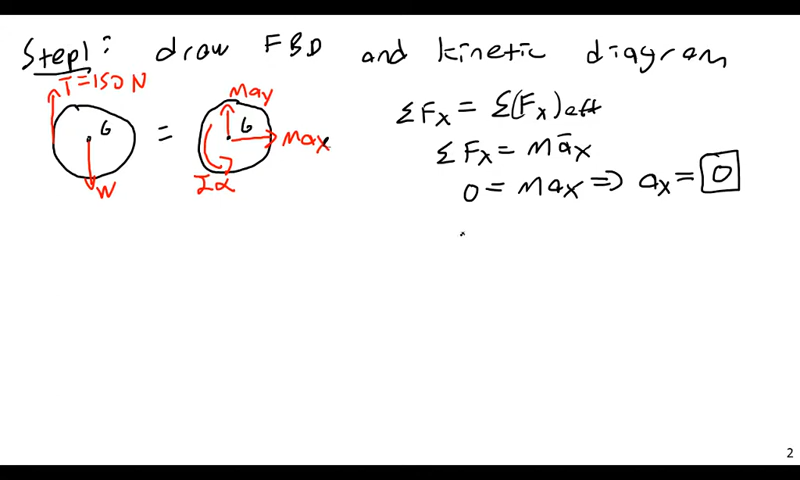 Step1: draw FBD and kinetic diagram
T=150N
G
W
=
May
G
Max
Iα
ΣFx = Σ(Fx)eff
ΣFx = māx
0 = max ⇒ ax = 0
2